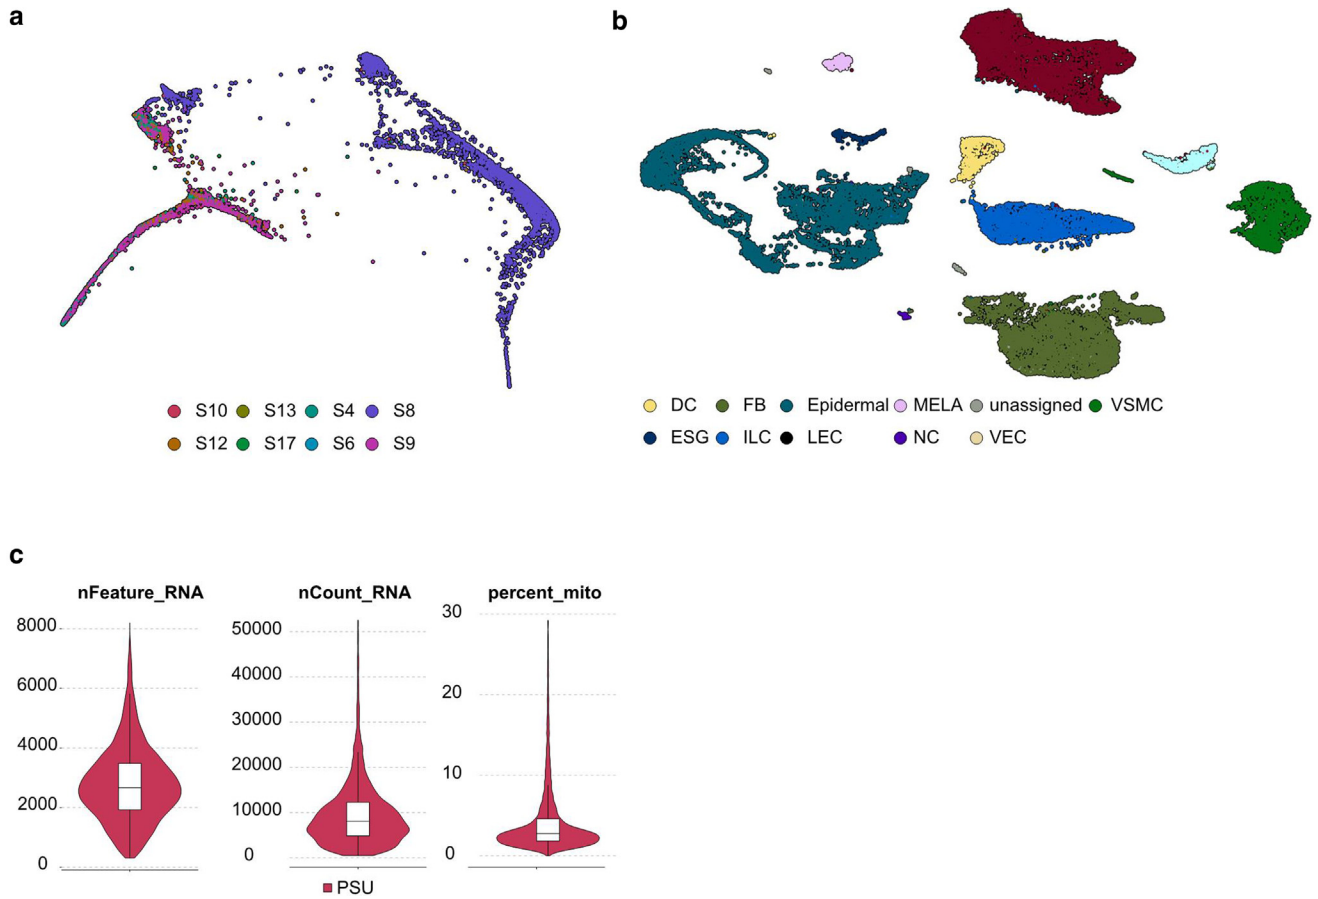 a
b
S10 S13 S4 S8
S12 S17 S6 S9
DC FB Epidermal MELA unassigned VSMC
ESG ILC LEC NC VEC
c
nFeature_RNA nCount_RNA percent_mito
8000
6000
4000
2000
0
50000
40000
30000
20000
10000
0
30
20
10
0
PSU